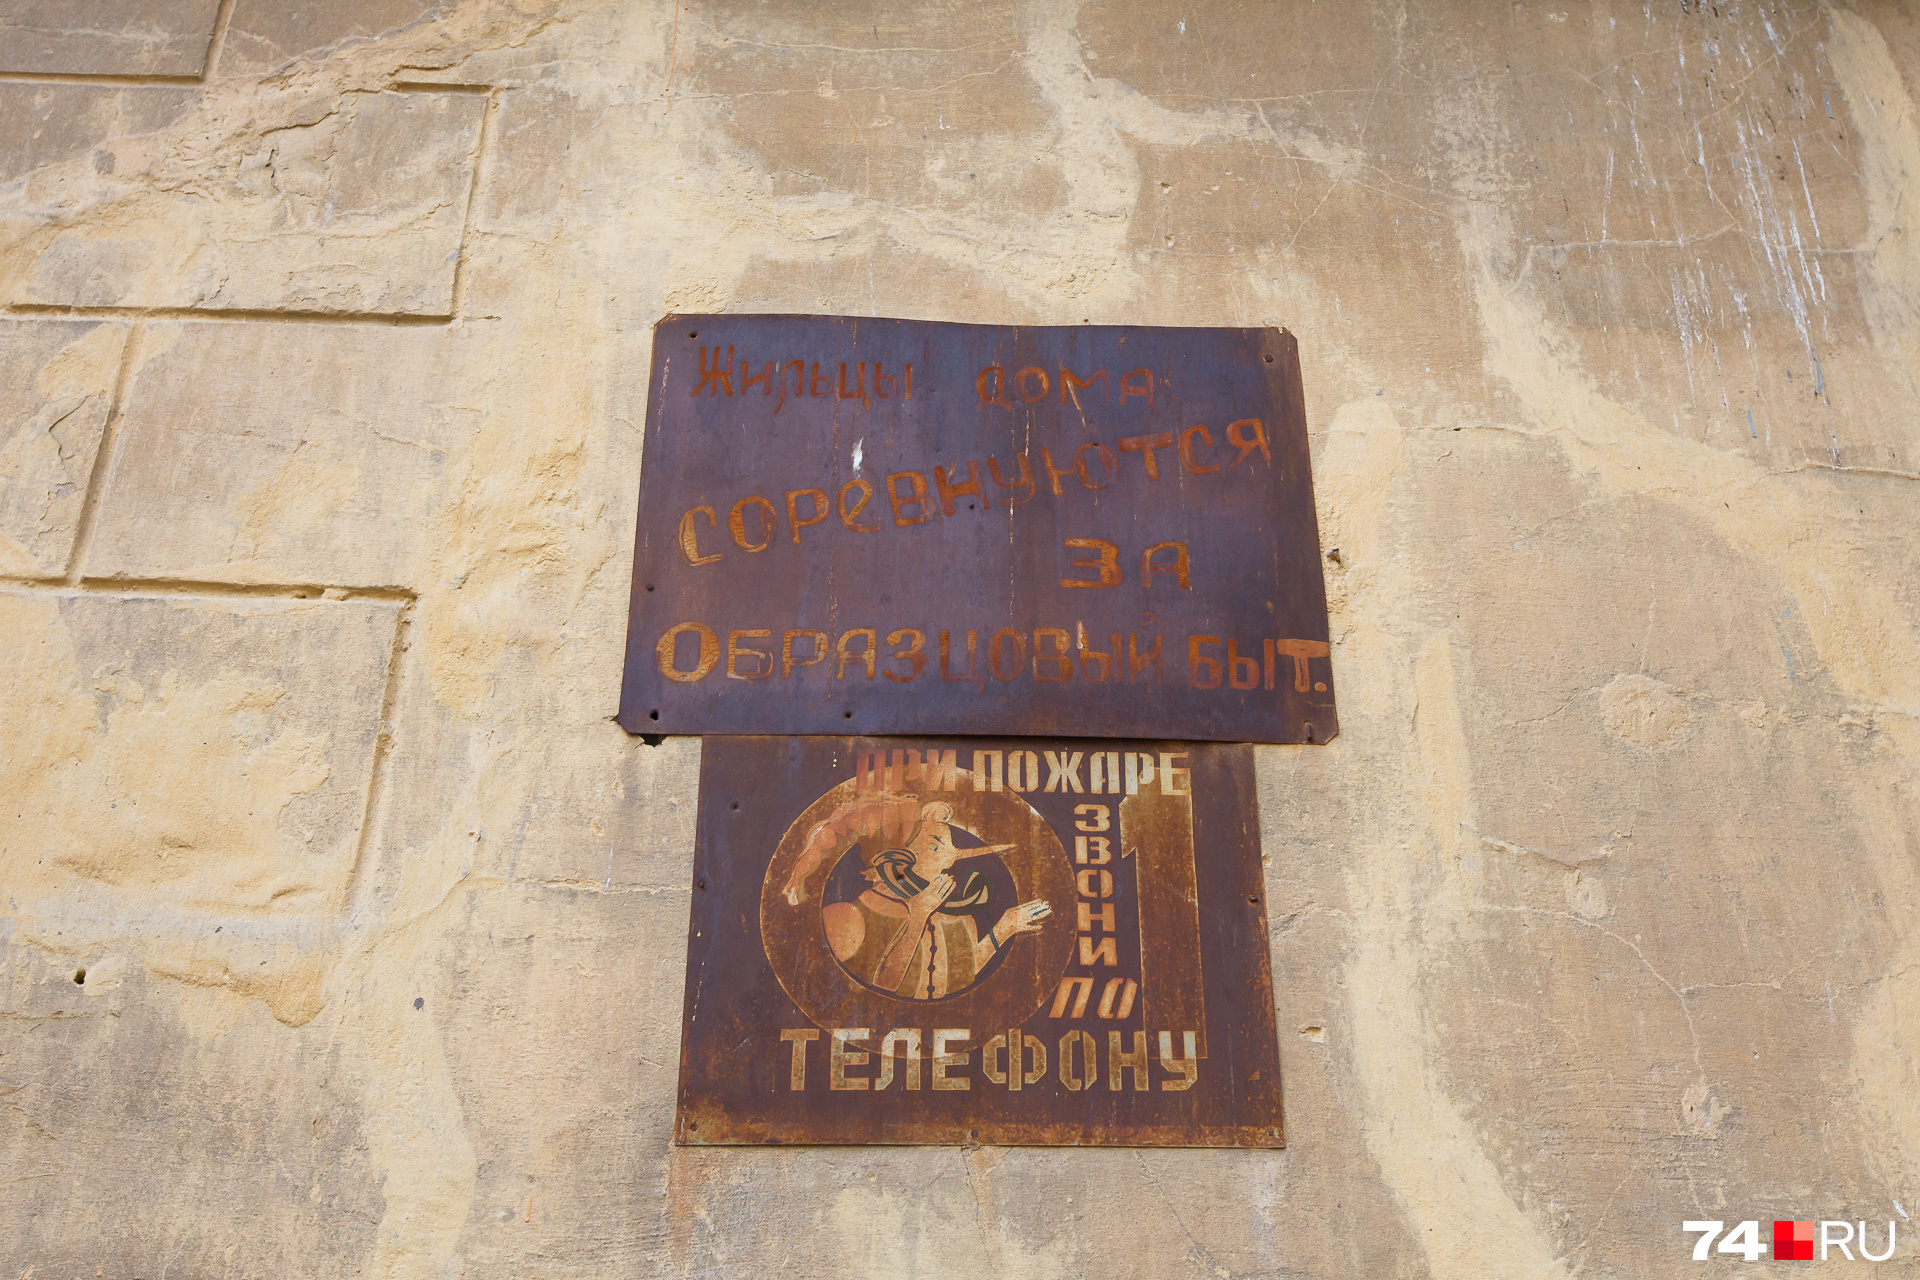 Жильцы дома
соревнуются
за
Образцовый быт.
ПРИ ПОЖАРЕ
ЗВОНИ
ПО
01
ТЕЛЕФОНУ
74 RU